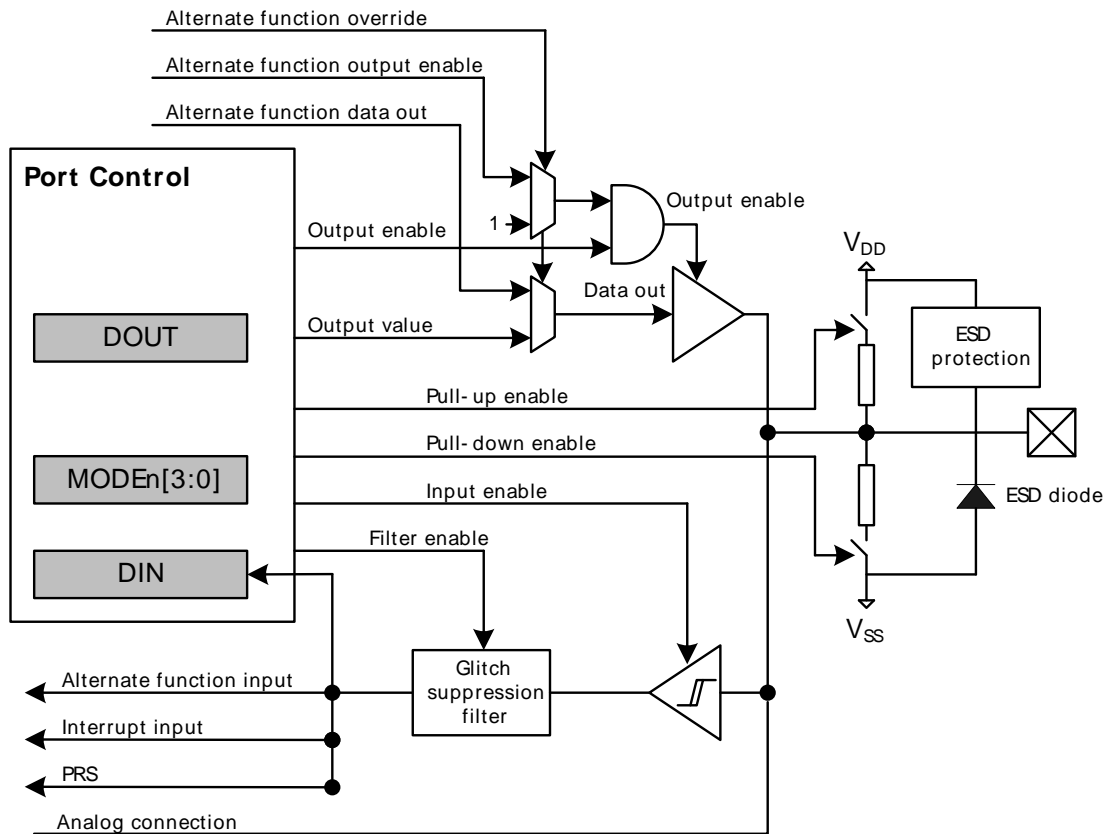 Alternate function override
Alternate function output enable
Alternate function data out
Port Control
Output enable
1
Output enable
VDD
DOUT
Output value
Data out
ESD
protection
Pull-up enable
Pull-down enable
MODEn[3:0]
Input enable
ESD diode
Filter enable
DIN
VSS
Glitch
suppression
filter
Alternate function input
Interrupt input
PRS
Analog connection